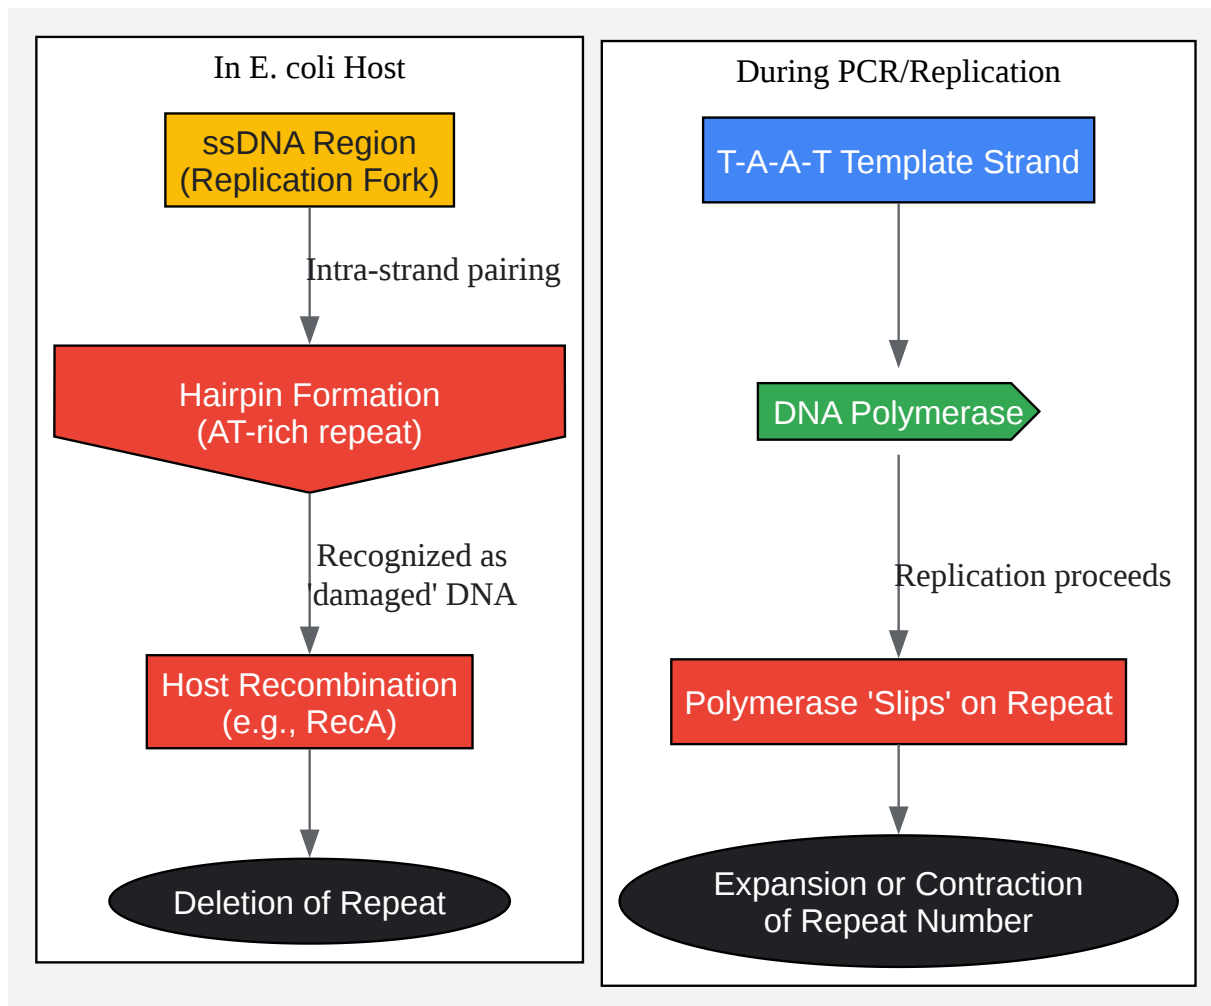 In E. coli Host
ssDNA Region
(Replication Fork)
Intra-strand pairing
Hairpin Formation
(AT-rich repeat)
Recognized as
'damaged' DNA
Host Recombination
(e.g., RecA)
Deletion of Repeat
During PCR/Replication
T-A-A-T Template Strand
DNA Polymerase
Replication proceeds
Polymerase 'Slips' on Repeat
Expansion or Contraction
of Repeat Number